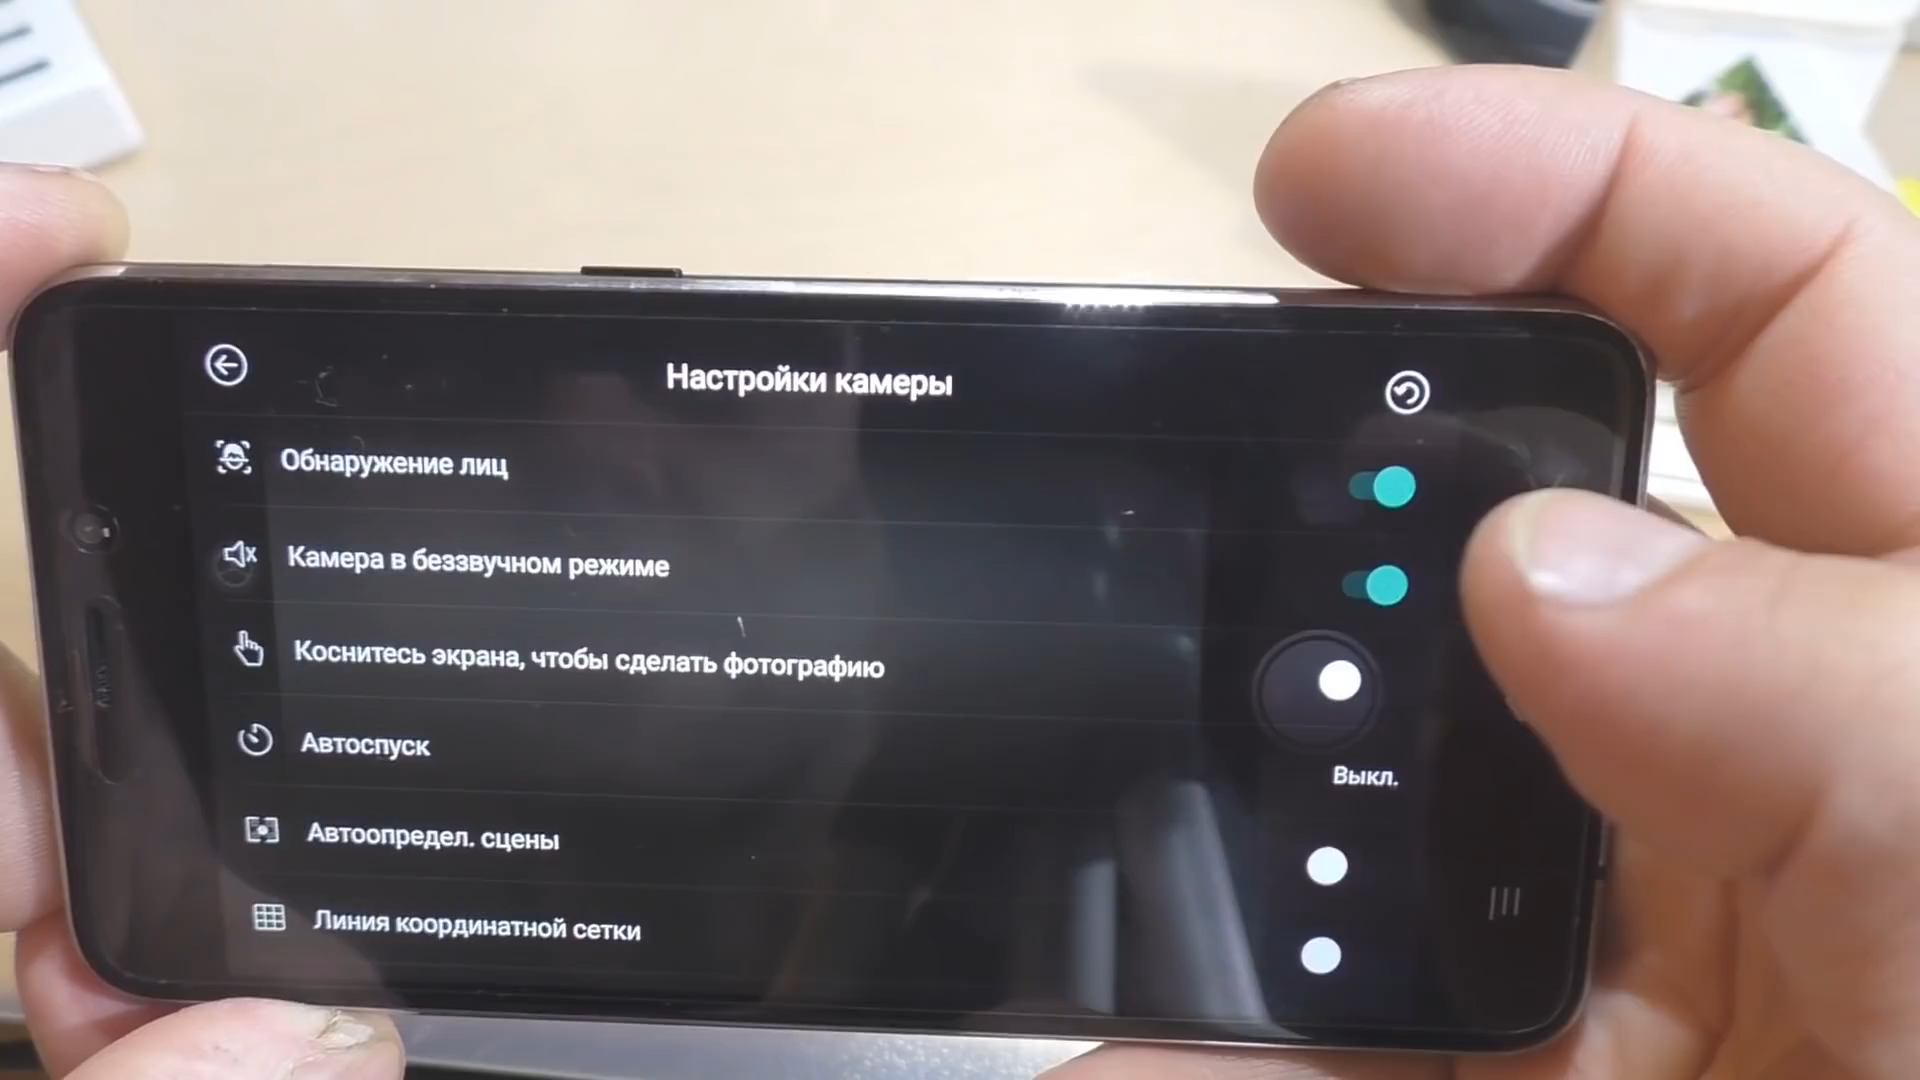 Настройки камеры
Обнаружение лиц
Камера в беззвучном режиме
Коснитесь экрана, чтобы сделать фотографию
Автоспуск
Выкл.
Автоопредел. сцены
Линия координатной сетки